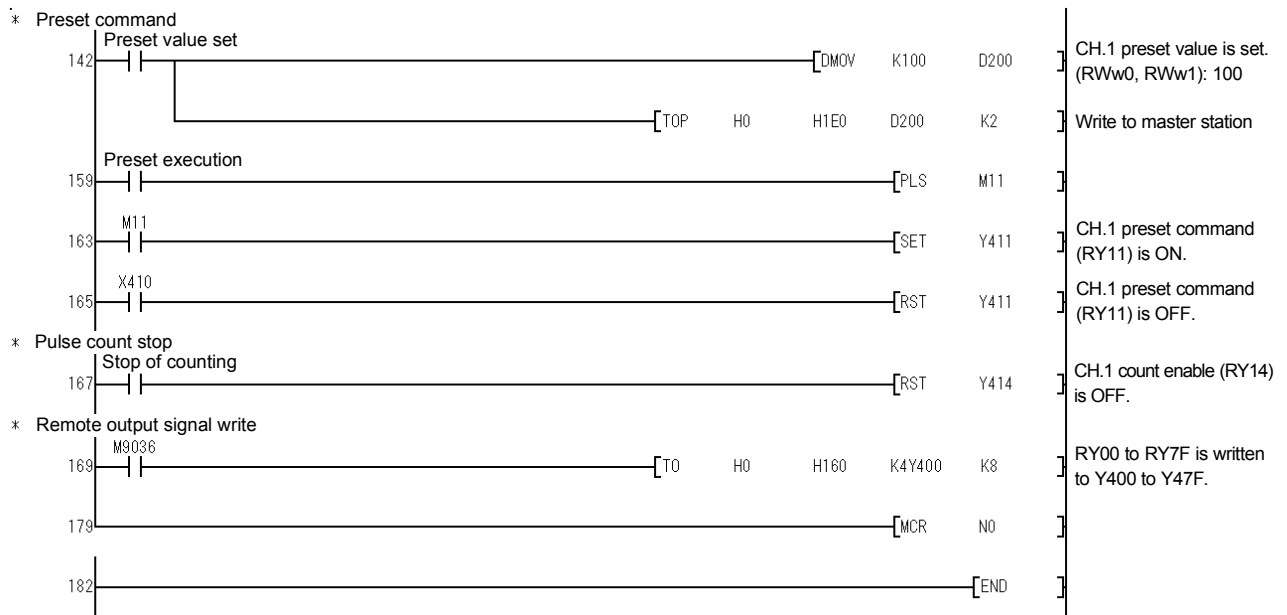 * Preset command
Preset value set
142 DMOV K100 D200 CH.1 preset value is set.
(RWw0, RWw1): 100
TOP H0 H1E0 D200 K2 Write to master station
Preset execution
159 PLS M11
M11
163 SET Y411 CH.1 preset command
(RY11) is ON.
X410
165 RST Y411 CH.1 preset command
(RY11) is OFF.
* Pulse count stop
Stop of counting
167 RST Y414 CH.1 count enable (RY14)
is OFF.
* Remote output signal write
M9036
169 TO H0 H160 K4Y400 K8 RY00 to RY7F is written
to Y400 to Y47F.
179 MCR N0
182 END